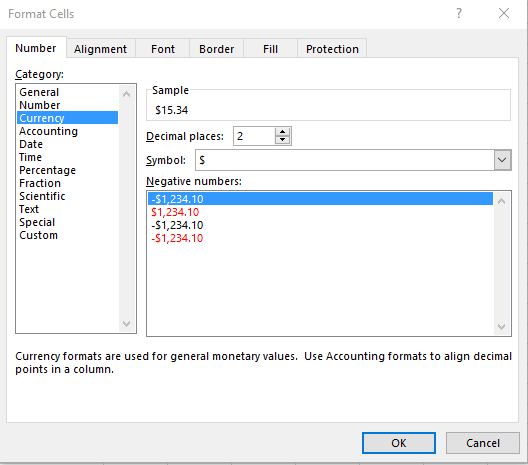 Format Cells
?
Number Alignment Font Border Fill Protection
Category:
General
Number
Currency
Accounting
Date
Time
Percentage
Fraction
Scientific
Text
Special
Custom
Sample
$15.34
Decimal places: 2
Symbol: $
Negative numbers:
-$1,234.10
$1,234.10
-$1,234.10
-$1,234.10
Currency formats are used for general monetary values.  Use Accounting formats to align decimal
points in a column.
OK Cancel